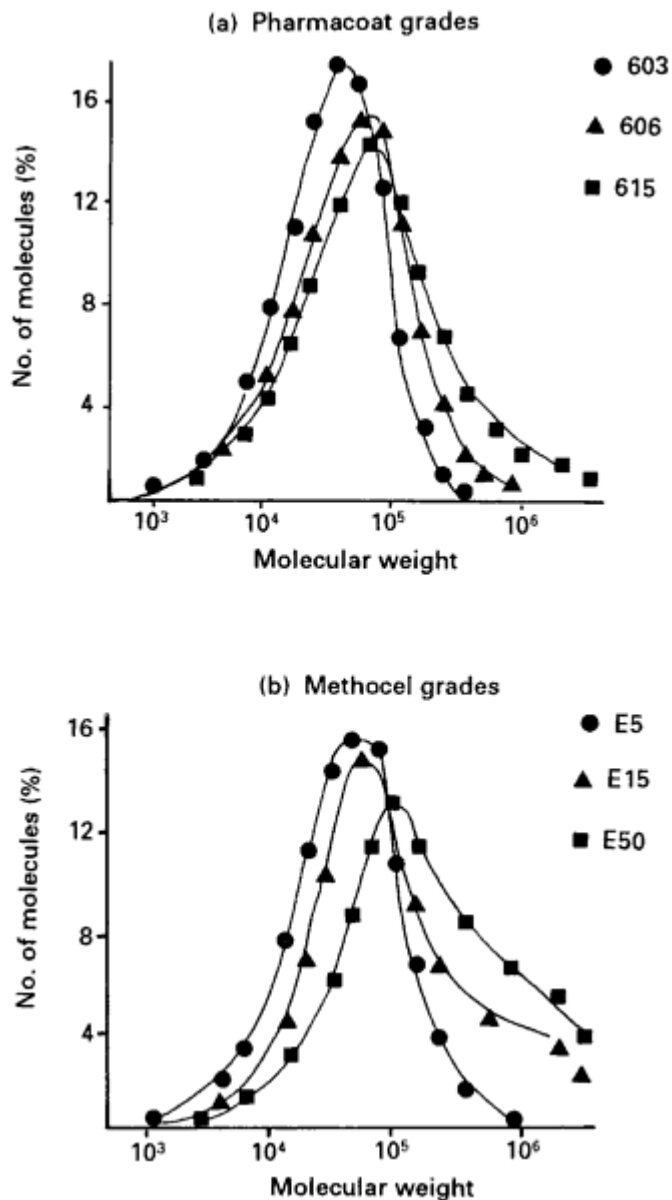 (a) Pharmacoat grades
603
606
615
16
12
8
4
No. of molecules (%)
10³ 10⁴ 10⁵ 10⁶
Molecular weight
(b) Methocel grades
E5
E15
E50
16
12
8
4
No. of molecules (%)
10³ 10⁴ 10⁵ 10⁶
Molecular weight